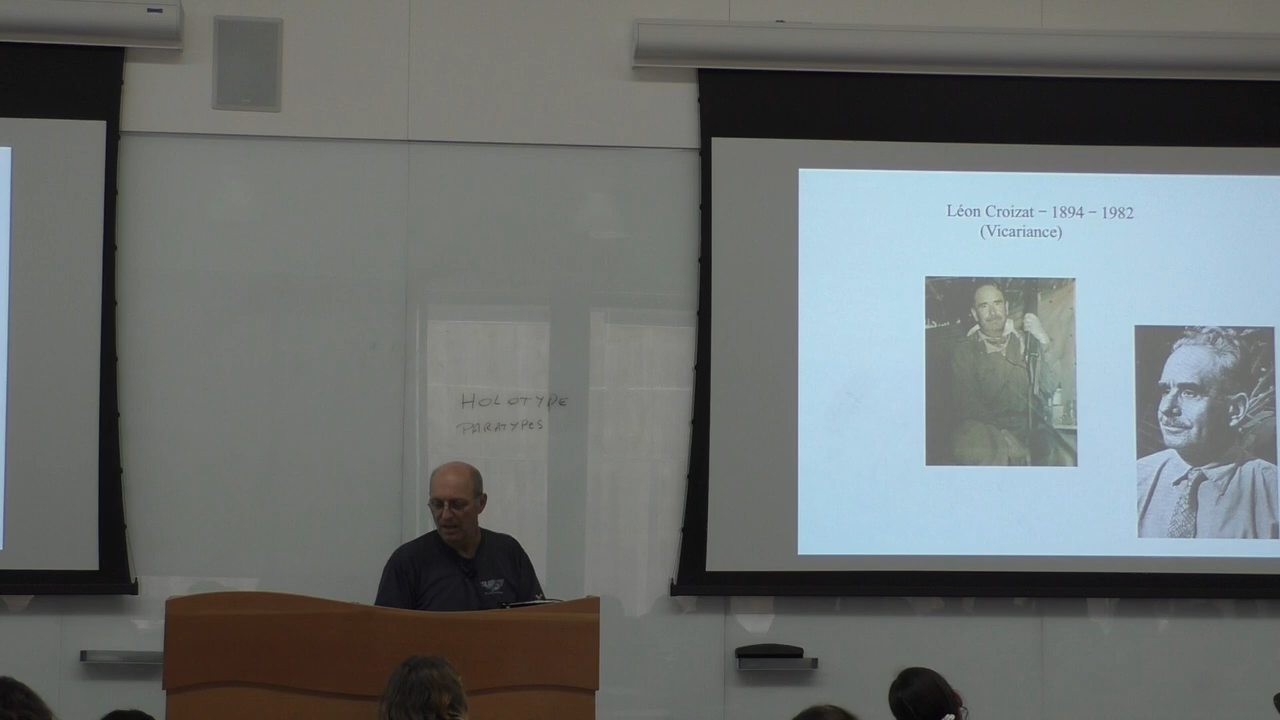 HOLOTYPE
PARATYPES
Léon Croizat – 1894 – 1982
(Vicariance)